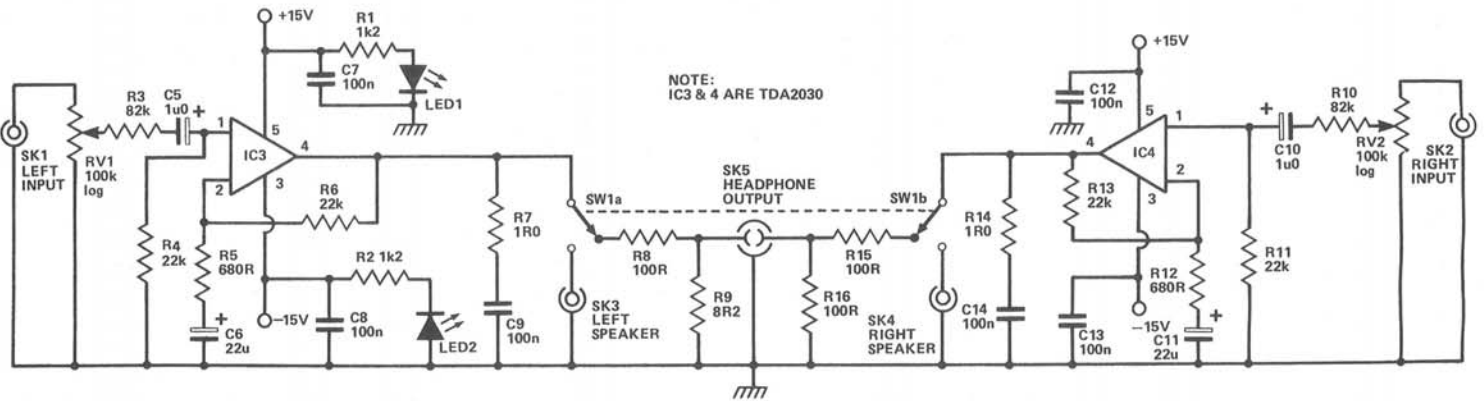 +15V
R1
1k2
C7
100n
LED1
R3
82k
C5
1u0
+
SK1
LEFT
INPUT
RV1
100k
log
1
5
IC3
4
2
3
R6
22k
R4
22k
R5
680R
C6
22u
+
R2 1k2
-15V
C8
100n
LED2
R7
1R0
C9
100n
SW1a
R8
100R
SK3
LEFT
SPEAKER
R9
8R2
SK5
HEADPHONE
OUTPUT
NOTE:
IC3 & 4 ARE TDA2030
SW1b
R15
100R
R16
100R
SK4
RIGHT
SPEAKER
R14
1R0
C14
100n
+15V
C12
100n
5
4
IC4
1
2
3
R13
22k
R12
680R
-15V
C13
100n
+
C11
22u
R11
22k
+
C10
1u0
R10
82k
RV2
100k
log
SK2
RIGHT
INPUT